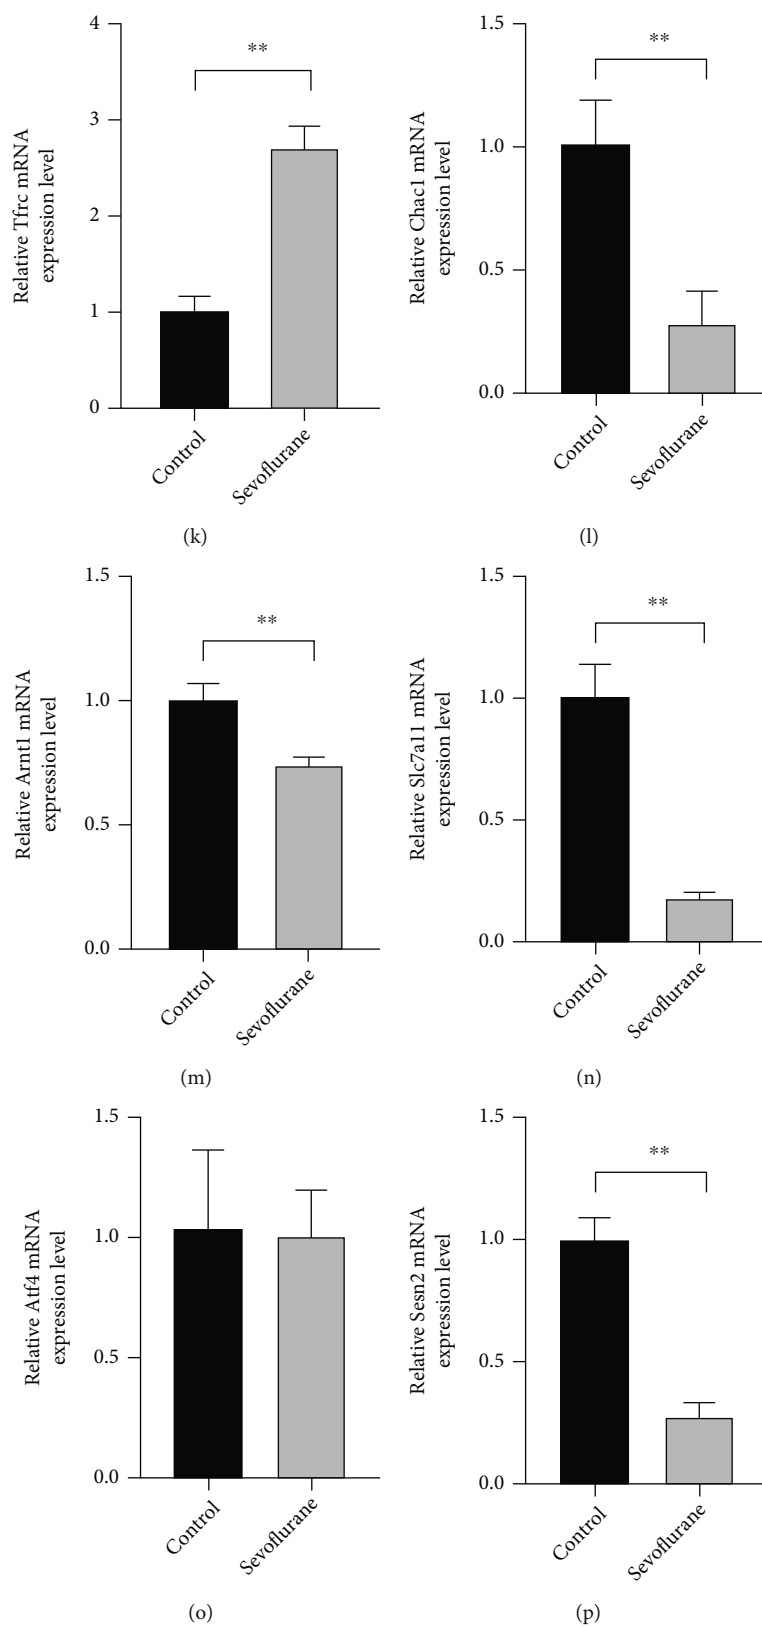 4
3
2
1
0
Relative Tfrc mRNA
expression level
**
Control
Sevoflurane
(k)
1.5
1.0
0.5
0.0
Relative Chac1 mRNA
expression level
**
Control
Sevoflurane
(l)
1.5
1.0
0.5
0.0
Relative Arnt1 mRNA
expression level
**
Control
Sevoflurane
(m)
1.5
1.0
0.5
0.0
Relative Slc7a11 mRNA
expression level
**
Control
Sevoflurane
(n)
1.5
1.0
0.5
0.0
Relative Atf4 mRNA
expression level
Control
Sevoflurane
(o)
1.5
1.0
0.5
0.0
Relative Sesn2 mRNA
expression level
**
Control
Sevoflurane
(p)